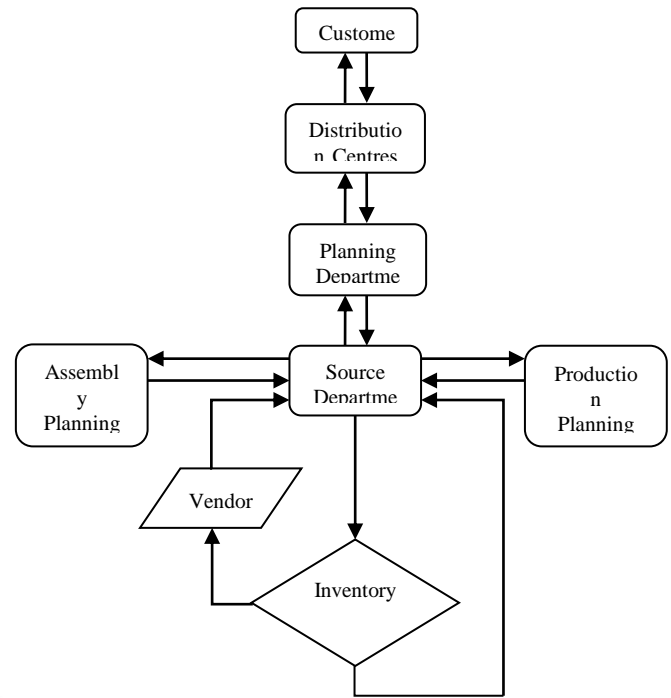 Custome
Distributio
n Centres
Planning
Departme
Assembl
y
Planning
Source
Departme
Productio
n
Planning
Vendor
Inventory